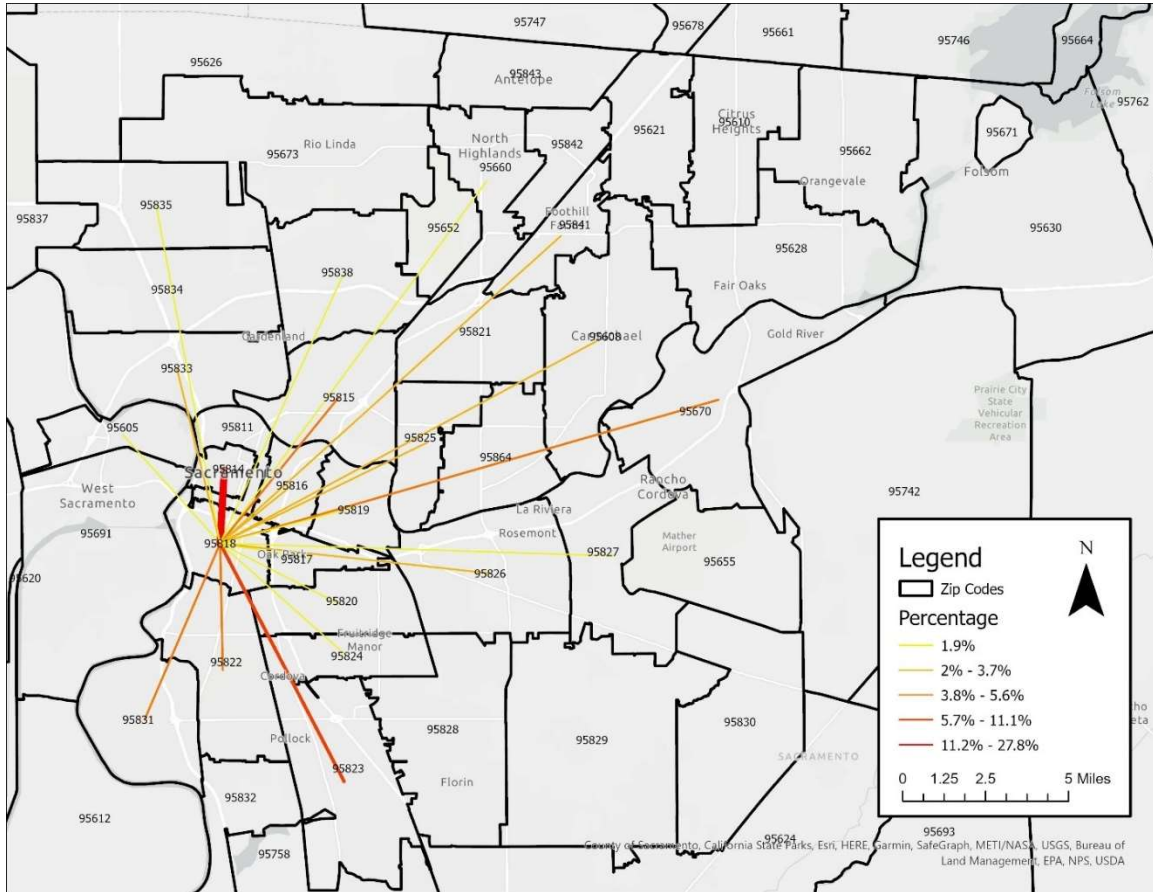 95747
95678
95661
95746
95664
95626
95843
Antelope
Folsom
Lake
95762
95621
Citrus
95610
Heights
95671
North
Highlands
95660
95842
Rio Linda
95673
95662
Orangevale
Folsom
95837
95835
95652
Foothill
95841
95630
95628
95838
Fair Oaks
95834
95821
Gold River
95608
95833
95815
95670
Prairie City
State
Vehicular
Recreation
Area
95605
95811
95825
95864
95814
Sacramento
95816
Rancho
Cordova
West
Sacramento
95742
95819
La Riviera
95691
Rosemont
Mather
Airport
95818
Oak Park
95817
95827
95655
95620
95826
95820
Fruitridge
Manor
95824
95822
95831
95828
95830
Pollock
95829
SACRAMENTO
95823
Florin
95832
95612
95758
95624
95693
Legend
N
Zip Codes
Percentage
1.9%
2% - 3.7%
3.8% - 5.6%
5.7% - 11.1%
11.2% - 27.8%
0 1.25 2.5 5 Miles
County of Sacramento, California State Parks, Esri, HERE, Garmin, SafeGraph, METI/NASA, USGS, Bureau of
Land Management, EPA, NPS, USDA